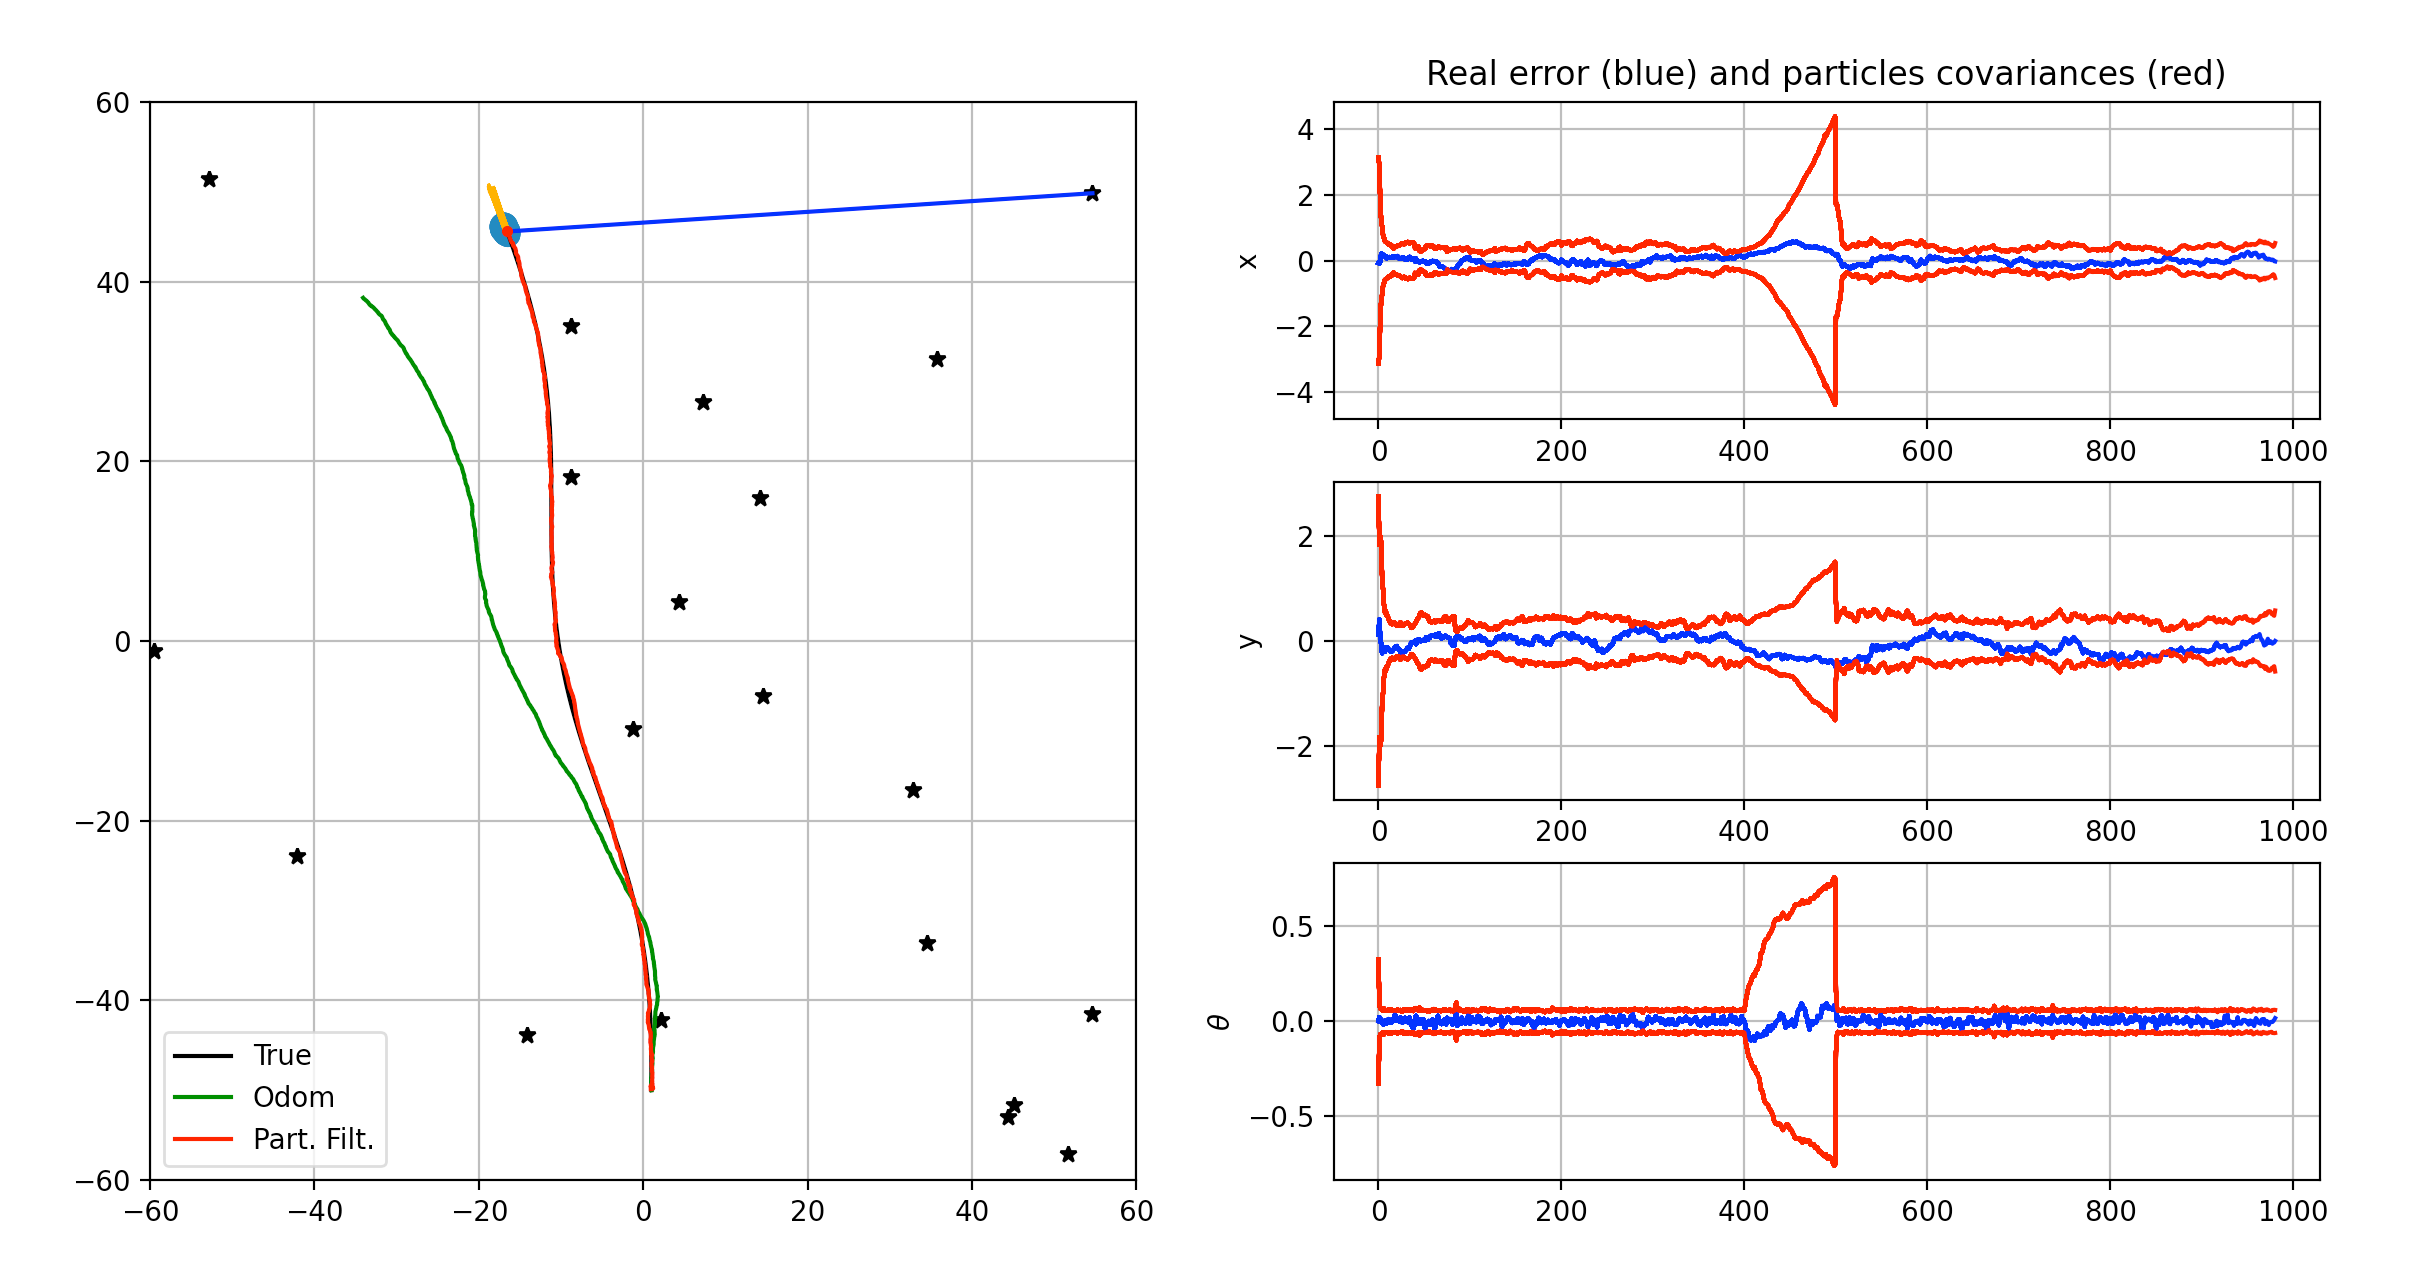 60
40
20
0
−20
−40
−60
−60 −40 −20 0 20 40 60
True
Odom
Part. Filt.
Real error (blue) and particles covariances (red)
x
4
2
0
−2
−4
0 200 400 600 800 1000
y
2
0
−2
0 200 400 600 800 1000
θ
0.5
0.0
−0.5
0 200 400 600 800 1000